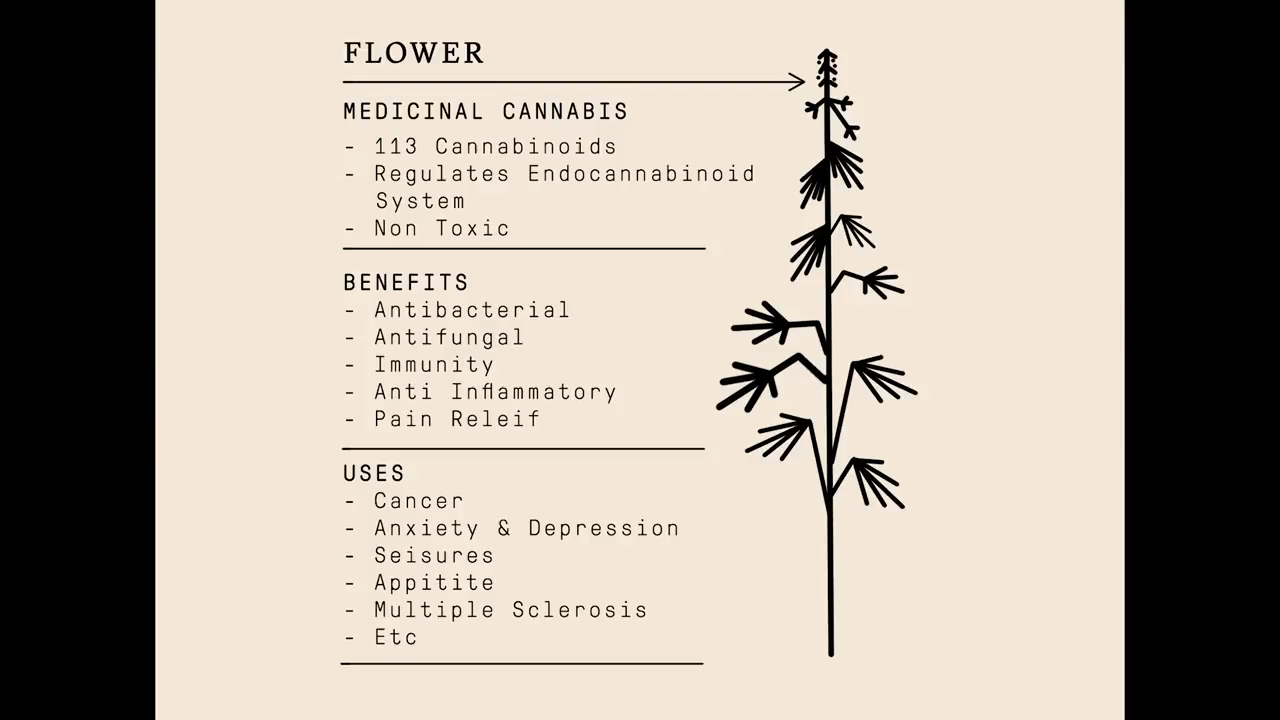 FLOWER
MEDICINAL CANNABIS
- 113 Cannabinoids
- Regulates Endocannabinoid
System
- Non Toxic
BENEFITS
- Antibacterial
- Antifungal
- Immunity
- Anti Inflammatory
- Pain Releif
USES
- Cancer
- Anxiety & Depression
- Seisures
- Appitite
- Multiple Sclerosis
- Etc